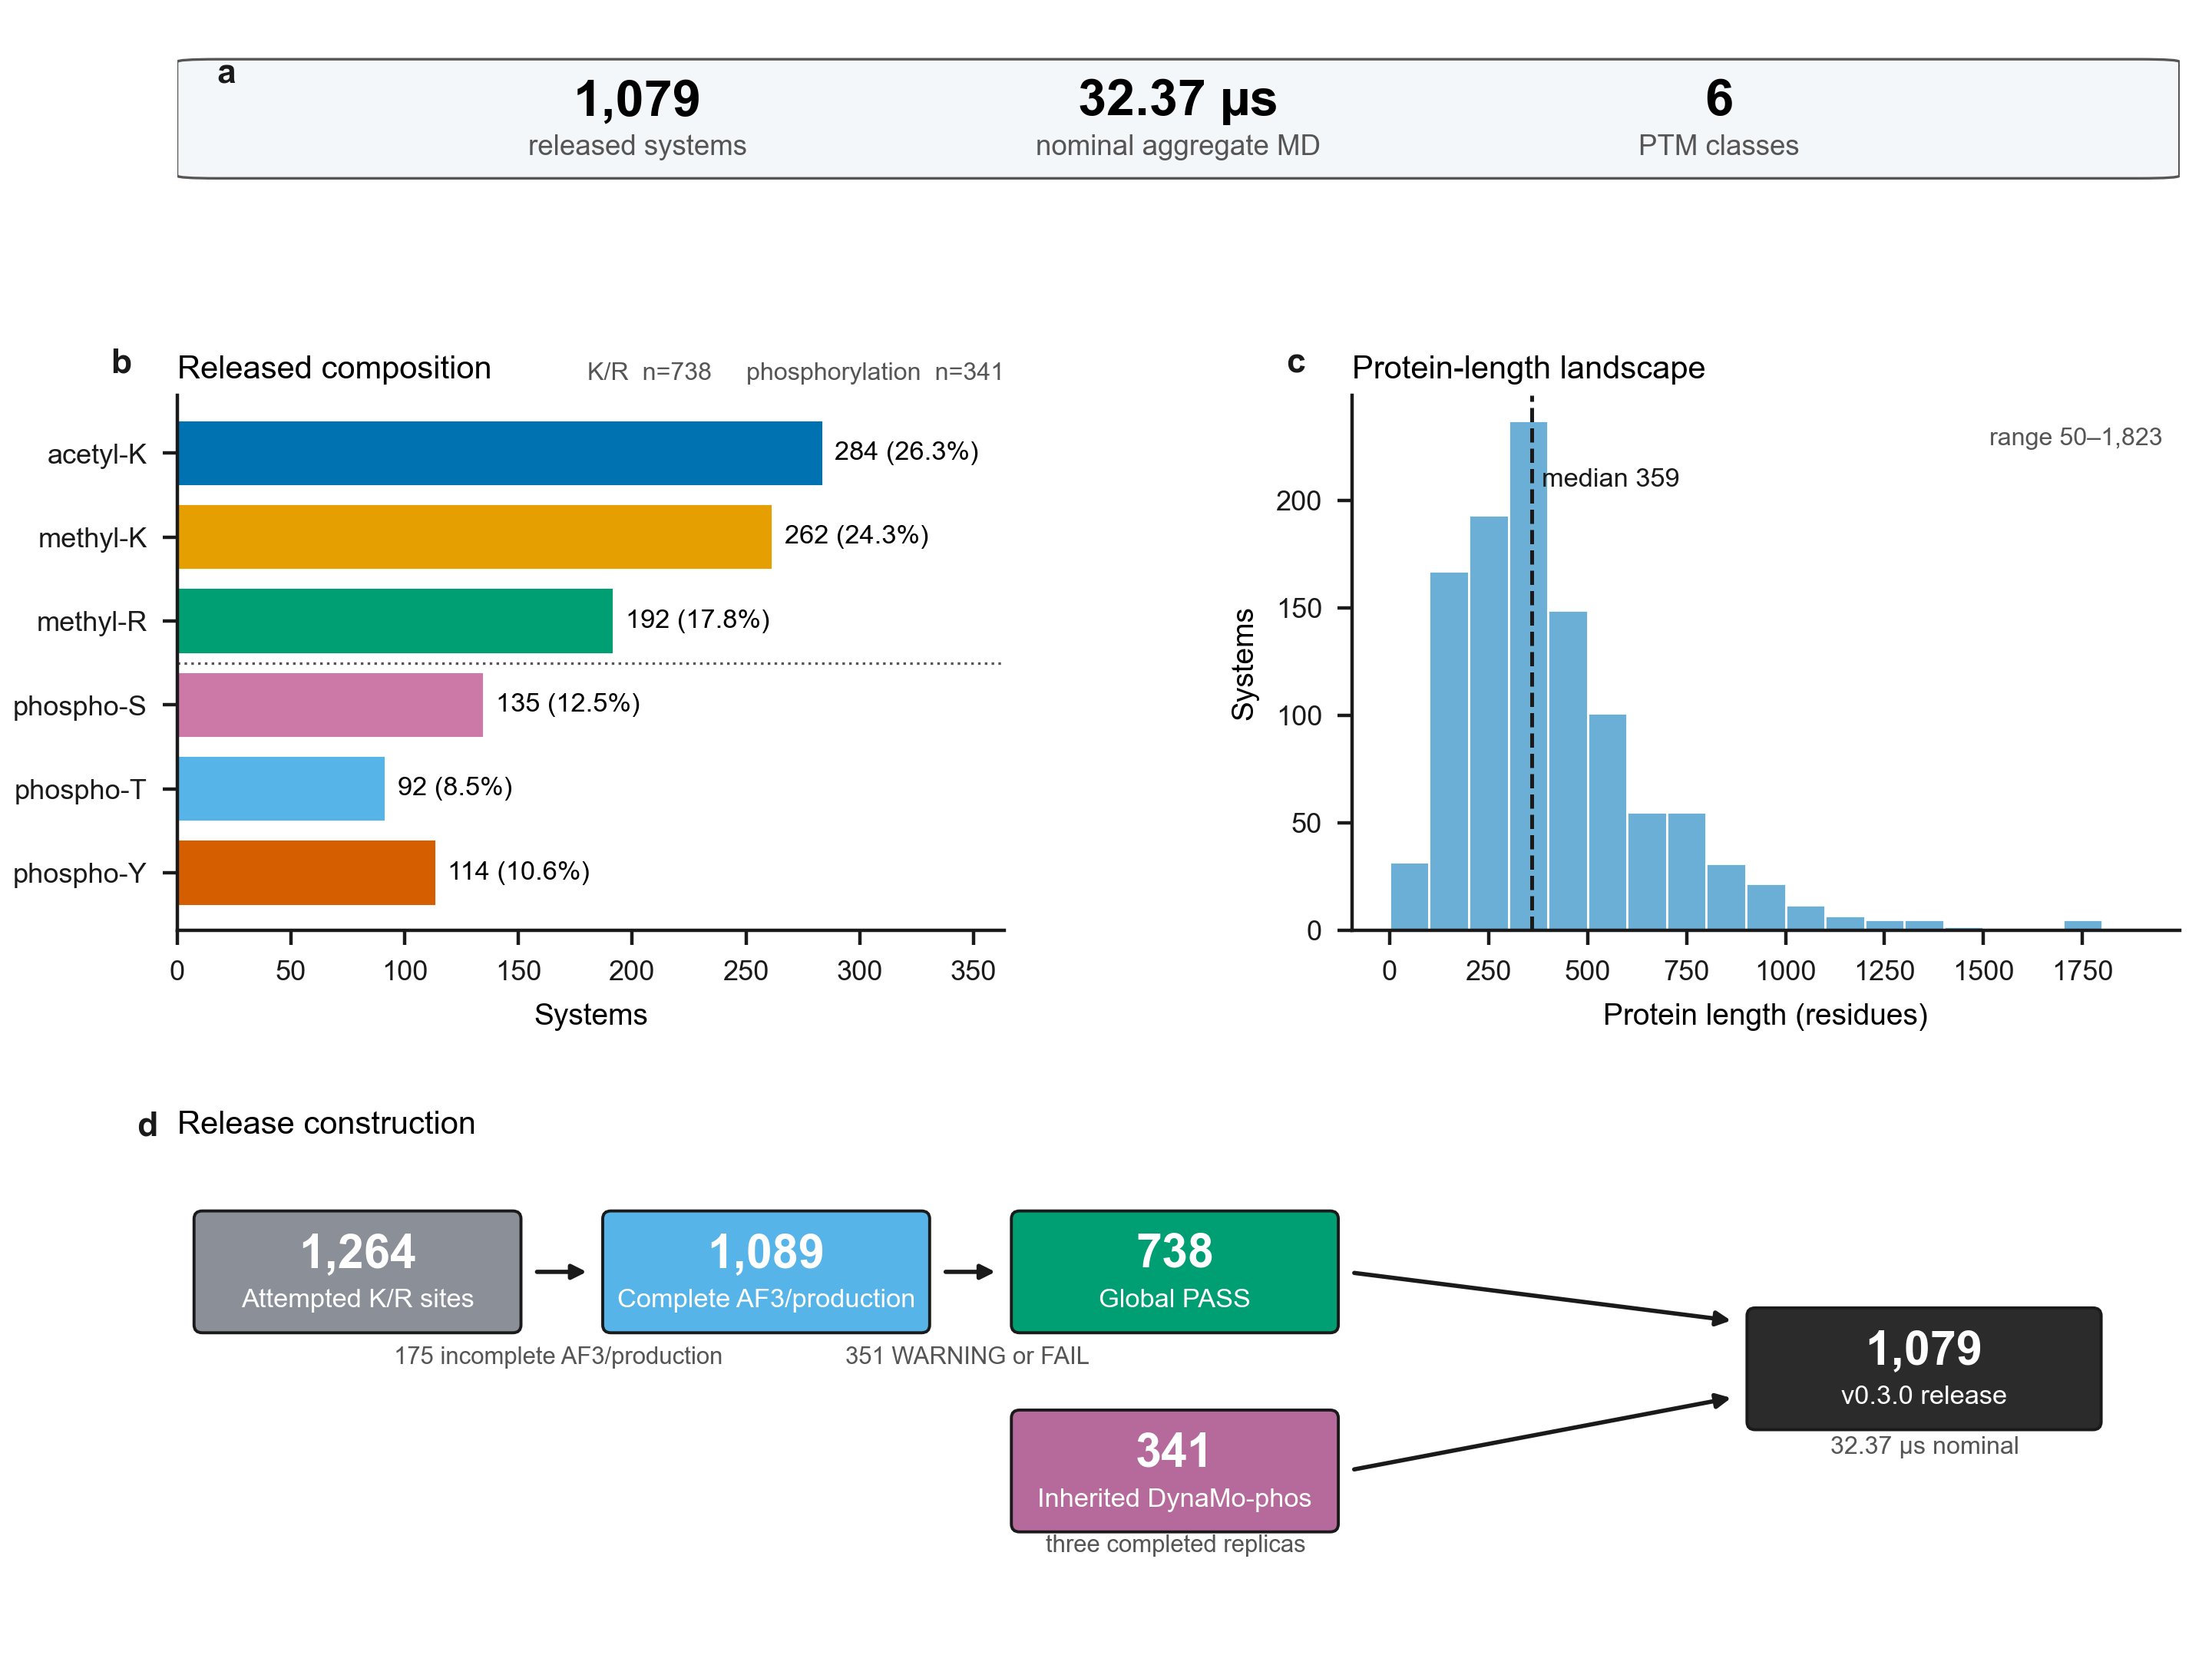 a
1,079
released systems
32.37 µs
nominal aggregate MD
6
PTM classes
b
Released composition
K/R n=738 phosphorylation n=341
acetyl-K
284 (26.3%)
methyl-K
262 (24.3%)
methyl-R
192 (17.8%)
phospho-S
135 (12.5%)
phospho-T
92 (8.5%)
phospho-Y
114 (10.6%)
0 50 100 150 200 250 300 350
Systems
c
Protein-length landscape
range 50–1,823
median 359
200
150
100
50
0
Systems
0 250 500 750 1000 1250 1500 1750
Protein length (residues)
d
Release construction
1,264
Attempted K/R sites
1,089
Complete AF3/production
738
Global PASS
175 incomplete AF3/production
351 WARNING or FAIL
341
Inherited DynaMo-phos
three completed replicas
1,079
v0.3.0 release
32.37 µs nominal